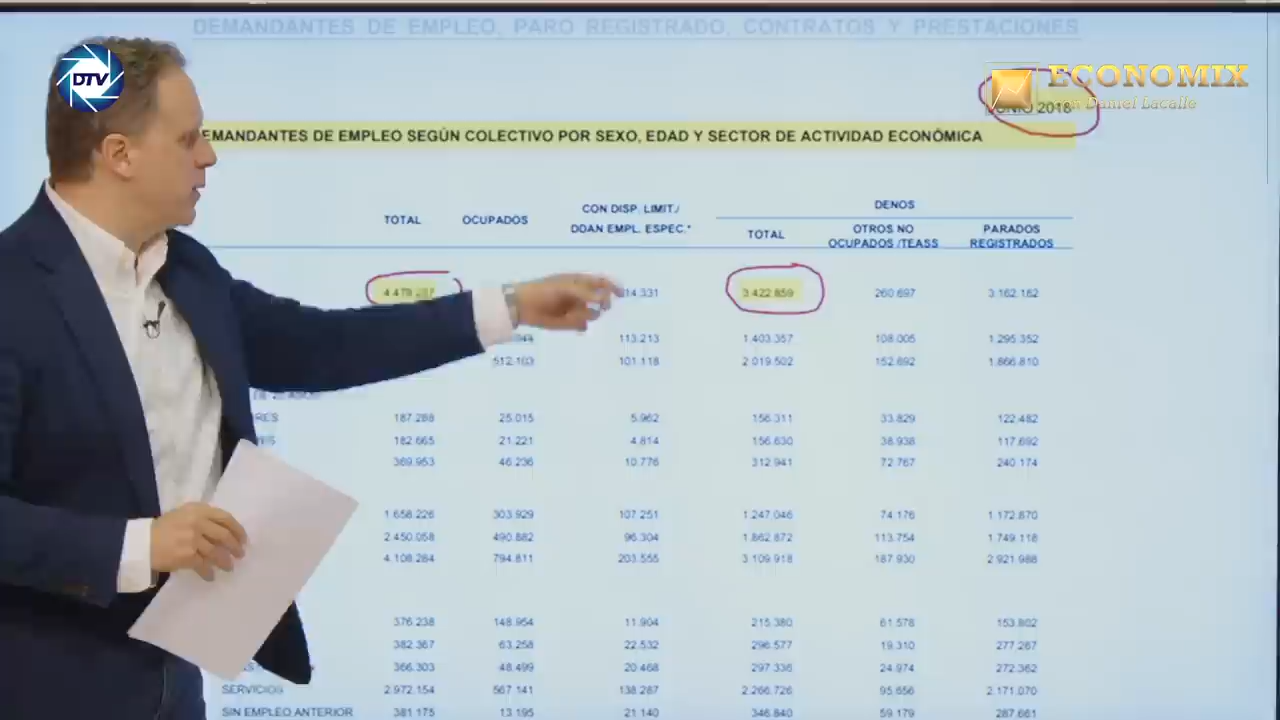 DEMANDANTES DE EMPLEO, PARO REGISTRADO, CONTRATOS Y PRESTACIONES
DTV
ECONOMIX
Daniel Lacalle
JUNIO 2018
EMANDANTES DE EMPLEO SEGÚN COLECTIVO POR SEXO, EDAD Y SECTOR DE ACTIVIDAD ECONÓMICA
TOTAL OCUPADOS CON DISP. LIMIT./ DENOS
DDAN EMPL. ESPEC.* TOTAL OTROS NO PARADOS
OCUPADOS /TEASS REGISTRADOS
3.422.859 260.697 3.162.162
113.213 1.403.357 108.005 1.295.352
512.103 101.118 2.019.502 152.692 1.866.810
RES 187.288 25.015 5.962 156.311 33.829 122.482
182.665 21.221 4.814 156.630 38.938 117.692
369.953 46.236 10.776 312.941 72.767 240.174
1.658.226 303.929 107.251 1.247.046 74.176 1.172.870
2.450.058 490.882 96.304 1.862.872 113.754 1.749.118
4.108.284 794.811 203.555 3.109.918 187.930 2.921.988
376.238 148.954 11.904 215.380 61.578 153.802
382.367 63.258 22.532 296.577 19.310 277.267
366.303 48.499 20.468 297.336 24.974 272.362
SERVICIOS 2.972.154 567.141 138.287 2.266.726 95.656 2.171.070
SIN EMPLEO ANTERIOR 381.175 13.195 21.140 346.840 59.179 287.661